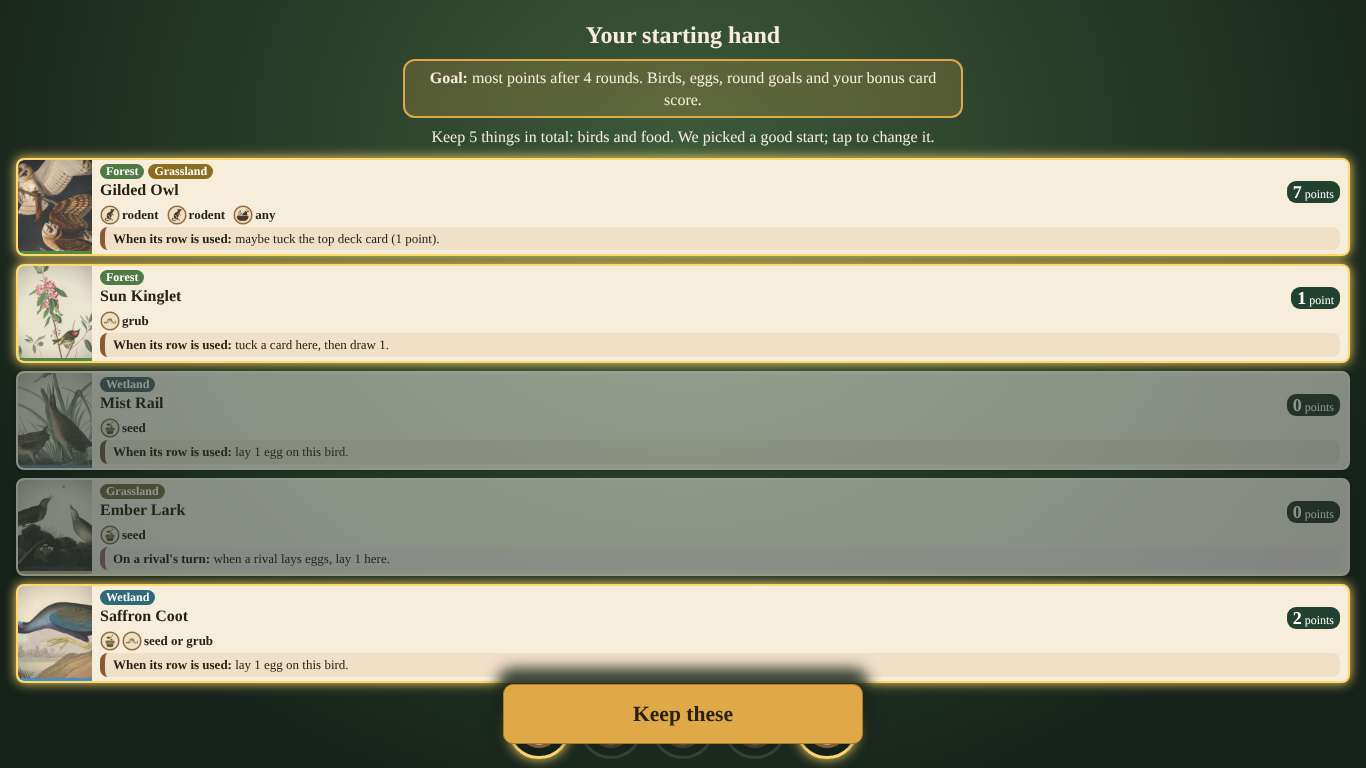 Your starting hand
Goal: most points after 4 rounds. Birds, eggs, round goals and your bonus card
score.
Keep 5 things in total: birds and food. We picked a good start; tap to change it.
Forest Grassland
Gilded Owl
7 points
rodent rodent any
When its row is used: maybe tuck the top deck card (1 point).
Forest
Sun Kinglet
1 point
grub
When its row is used: tuck a card here, then draw 1.
Wetland
Mist Rail
0 points
seed
When its row is used: lay 1 egg on this bird.
Grassland
Ember Lark
0 points
seed
On a rival's turn: when a rival lays eggs, lay 1 here.
Wetland
Saffron Coot
2 points
seed or grub
When its row is used: lay 1 egg on this bird.
Keep these